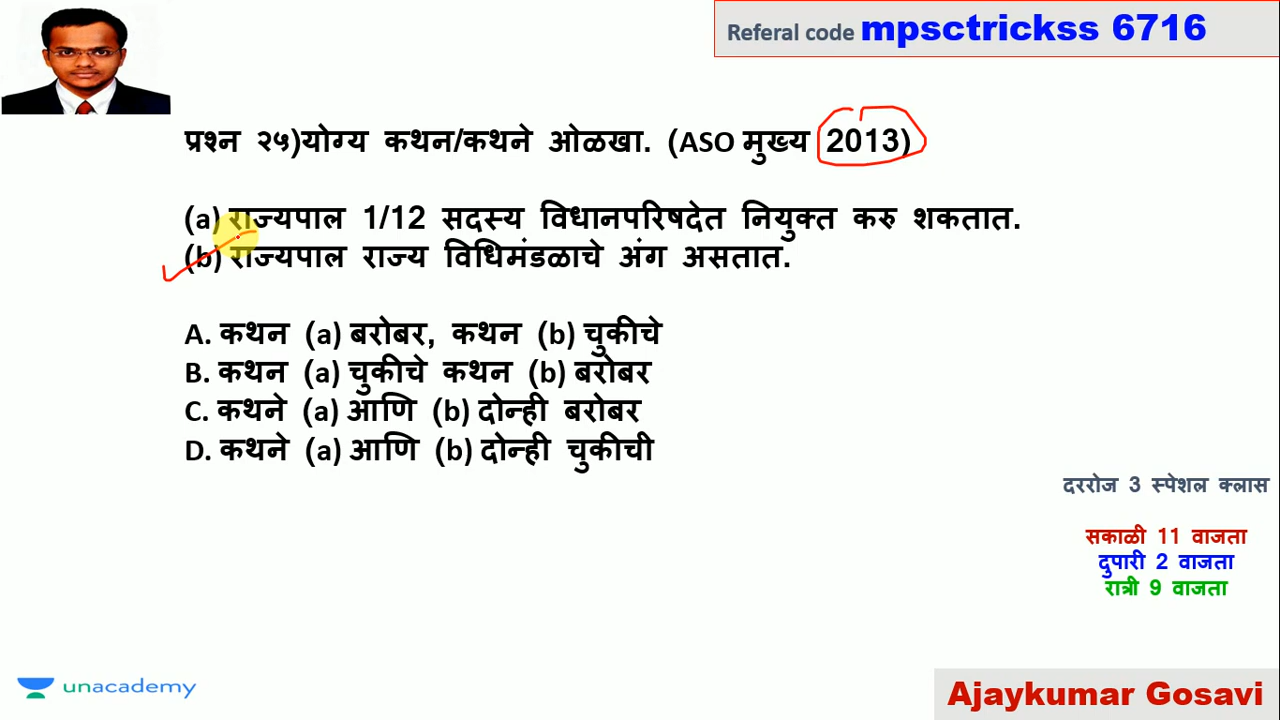 Referal code mpsctrickss 6716
प्रश्न २५)योग्य कथन/कथने ओळखा. (ASO मुख्य 2013)
(a) राज्यपाल 1/12 सदस्य विधानपरिषदेत नियुक्त करु शकतात.
(b) राज्यपाल राज्य विधिमंडळाचे अंग असतात.
A. कथन (a) बरोबर, कथन (b) चुकीचे
B. कथन (a) चुकीचे कथन (b) बरोबर
C. कथने (a) आणि (b) दोन्ही बरोबर
D. कथने (a) आणि (b) दोन्ही चुकीची
दररोज 3 स्पेशल क्लास
सकाळी 11 वाजता
दुपारी 2 वाजता
रात्री 9 वाजता
unacademy
Ajaykumar Gosavi